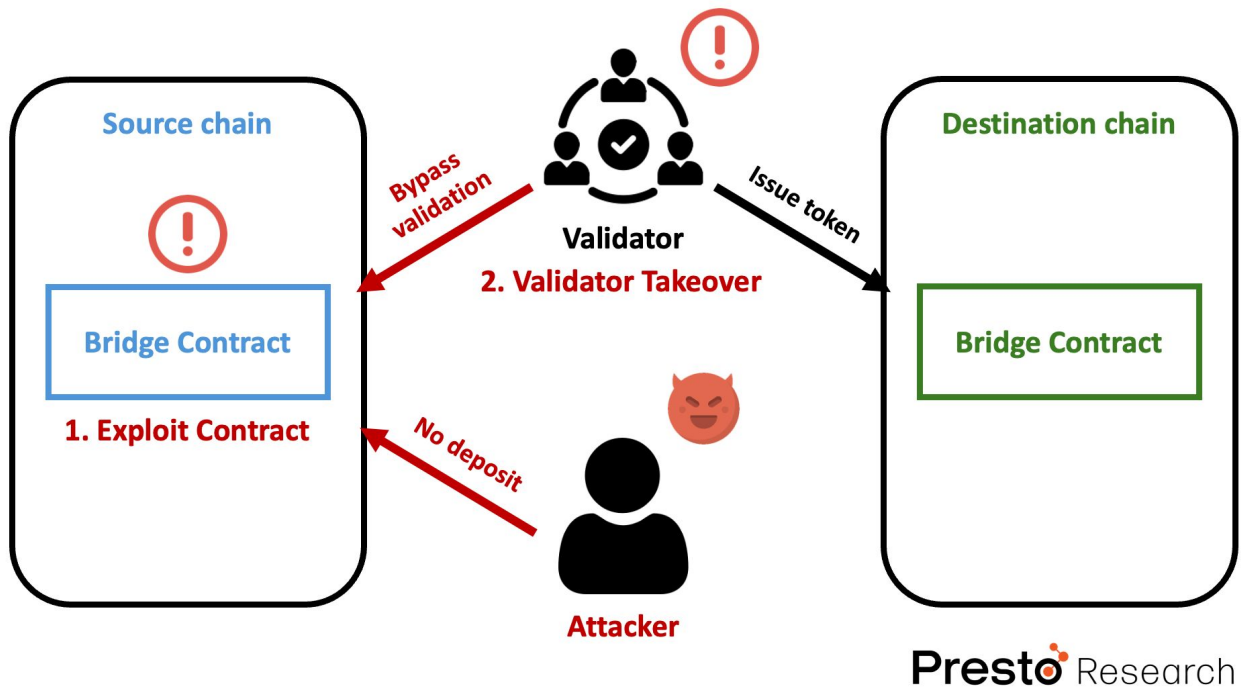 Source chain
Bypass
validation
Issue token
Destination chain
Validator
2. Validator Takeover
Bridge Contract
Bridge Contract
1. Exploit Contract
No deposit
Attacker
Presto Research